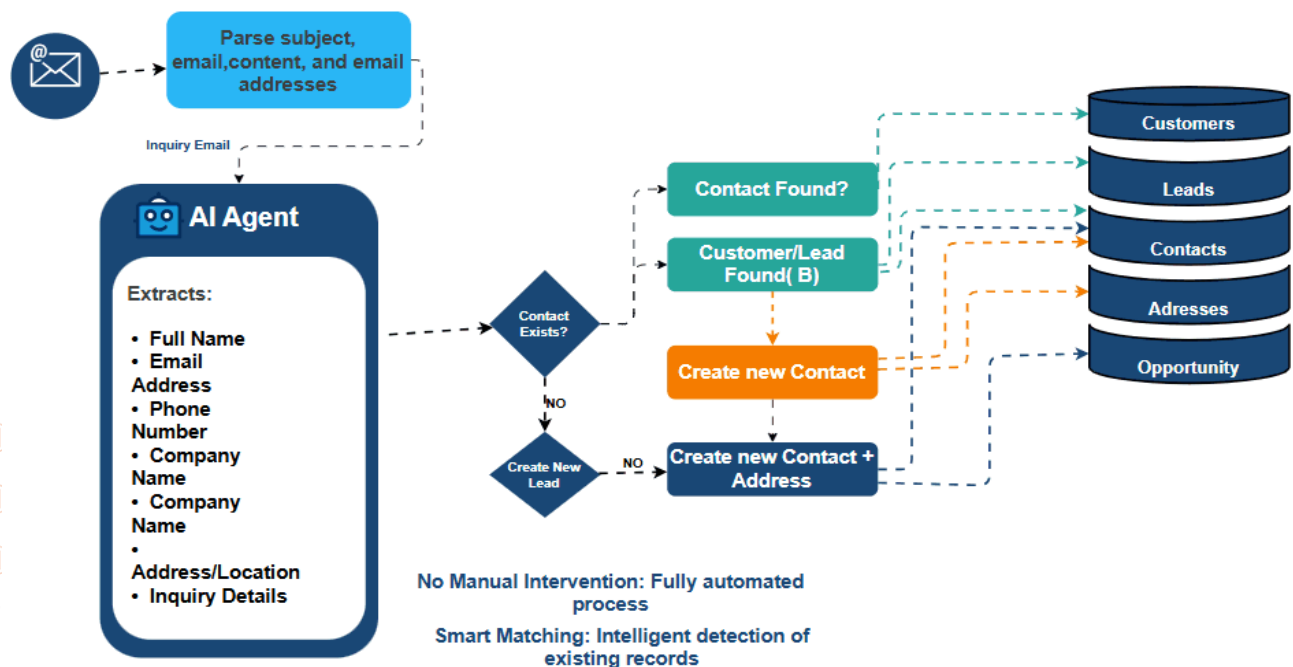 @
Parse subject,
email,content, and email
addresses
Inquiry Email
AI Agent
Extracts:
• Full Name
• Email
Address
• Phone
Number
• Company
Name
• Company
Name
•
Address/Location
• Inquiry Details
Contact
Exists?
NO
Create New
Lead
NO
Contact Found?
Customer/Lead
Found( B)
Create new Contact
Create new Contact +
Address
Customers
Leads
Contacts
Adresses
Opportunity
No Manual Intervention: Fully automated
process
Smart Matching: Intelligent detection of
existing records